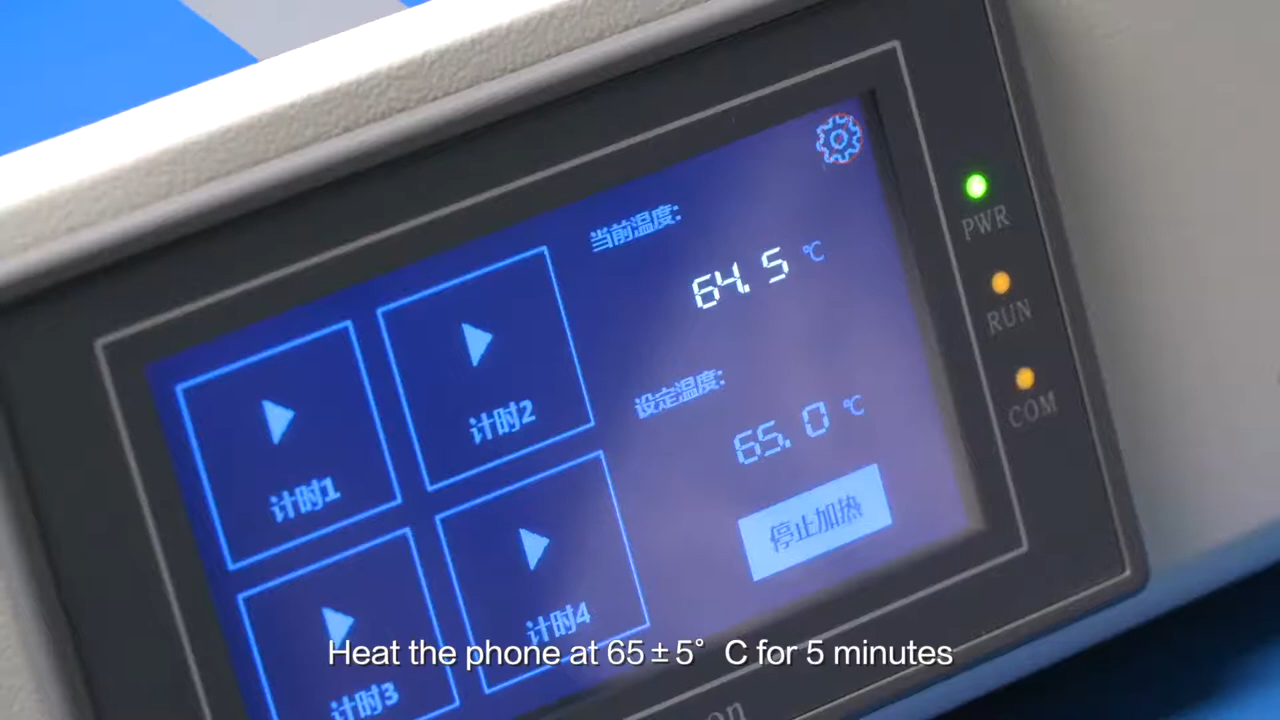 当前温度:
64.5 ℃
设定温度:
65.0 ℃
停止加热
计时1
计时2
计时3
计时4
PWR
RUN
COM
Heat the phone at 65±5° C for 5 minutes